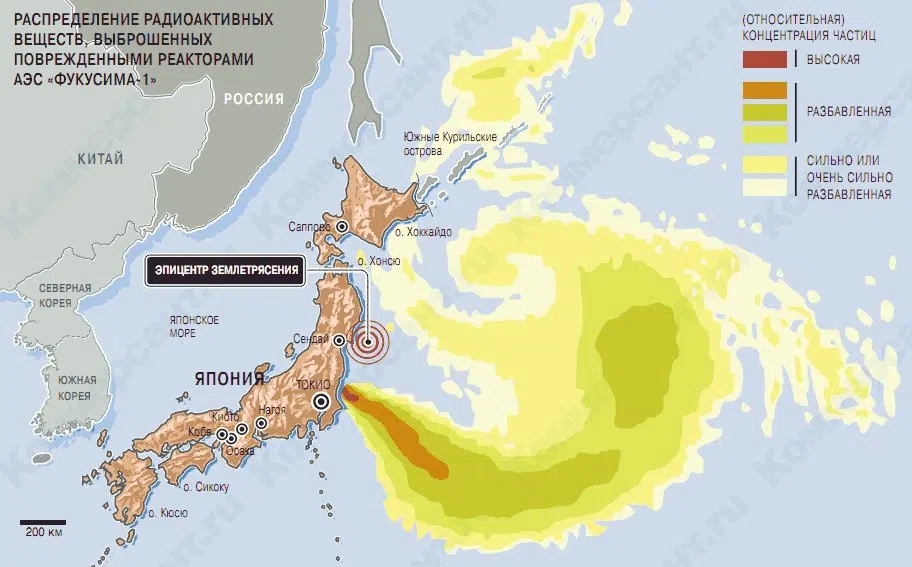 РАСПРЕДЕЛЕНИЕ РАДИОАКТИВНЫХ
ВЕЩЕСТВ, ВЫБРОШЕННЫХ
ПОВРЕЖДЕННЫМИ РЕАКТОРАМИ
АЭС «ФУКУСИМА-1»
(ОТНОСИТЕЛЬНАЯ)
КОНЦЕНТРАЦИЯ ЧАСТИЦ
ВЫСОКАЯ
РАЗБАВЛЕННАЯ
СИЛЬНО ИЛИ
ОЧЕНЬ СИЛЬНО
РАЗБАВЛЕННАЯ
РОССИЯ
КИТАЙ
Южные Курильские
острова
Саппоро
о. Хоккайдо
о. Хонсю
ЭПИЦЕНТР ЗЕМЛЕТРЯСЕНИЯ
СЕВЕРНАЯ
КОРЕЯ
ЯПОНСКОЕ
МОРЕ
Сендай
ЮЖНАЯ
КОРЕЯ
ЯПОНИЯ
ТОКИО
Нагоя
Киото
Кобе
Осака
о. Сикоку
о. Кюсю
200 км
Коммерсант.ru